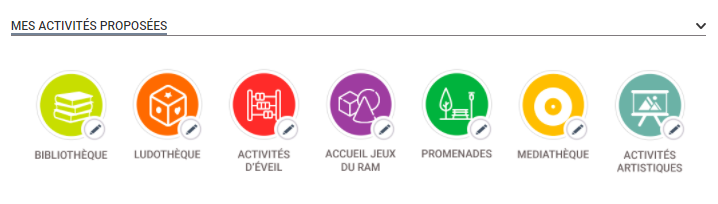 MES ACTIVITÉS PROPOSÉES
BIBLIOTHÈQUE
LUDOTHÈQUE
ACTIVITÉS
D'ÉVEIL
ACCUEIL JEUX
DU RAM
PROMENADES
MEDIATHÈQUE
ACTIVITÉS
ARTISTIQUES